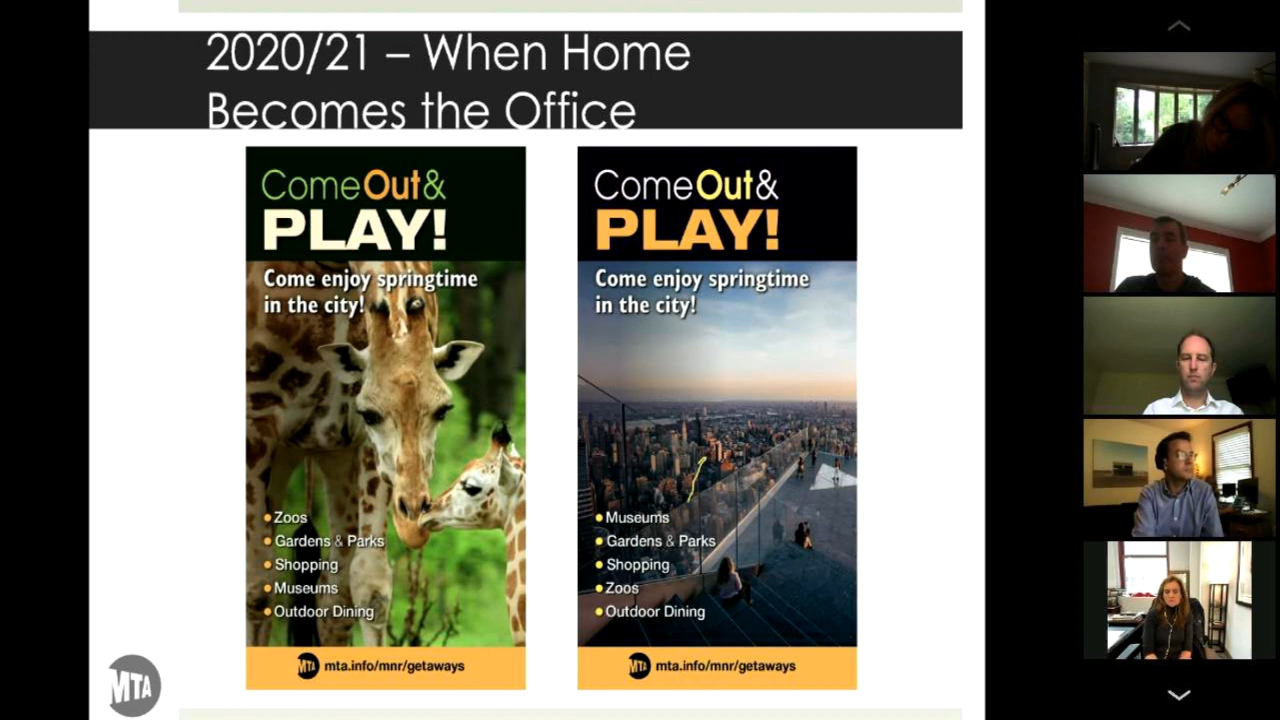 2020/21 – When Home
Becomes the Office
ComeOut&
PLAY!
Come enjoy springtime
in the city!
• Zoos
• Gardens & Parks
• Shopping
• Museums
• Outdoor Dining
MTA mta.info/mnr/getaways
ComeOut&
PLAY!
Come enjoy springtime
in the city!
• Museums
• Gardens & Parks
• Shopping
• Zoos
• Outdoor Dining
MTA mta.info/mnr/getaways
MTA